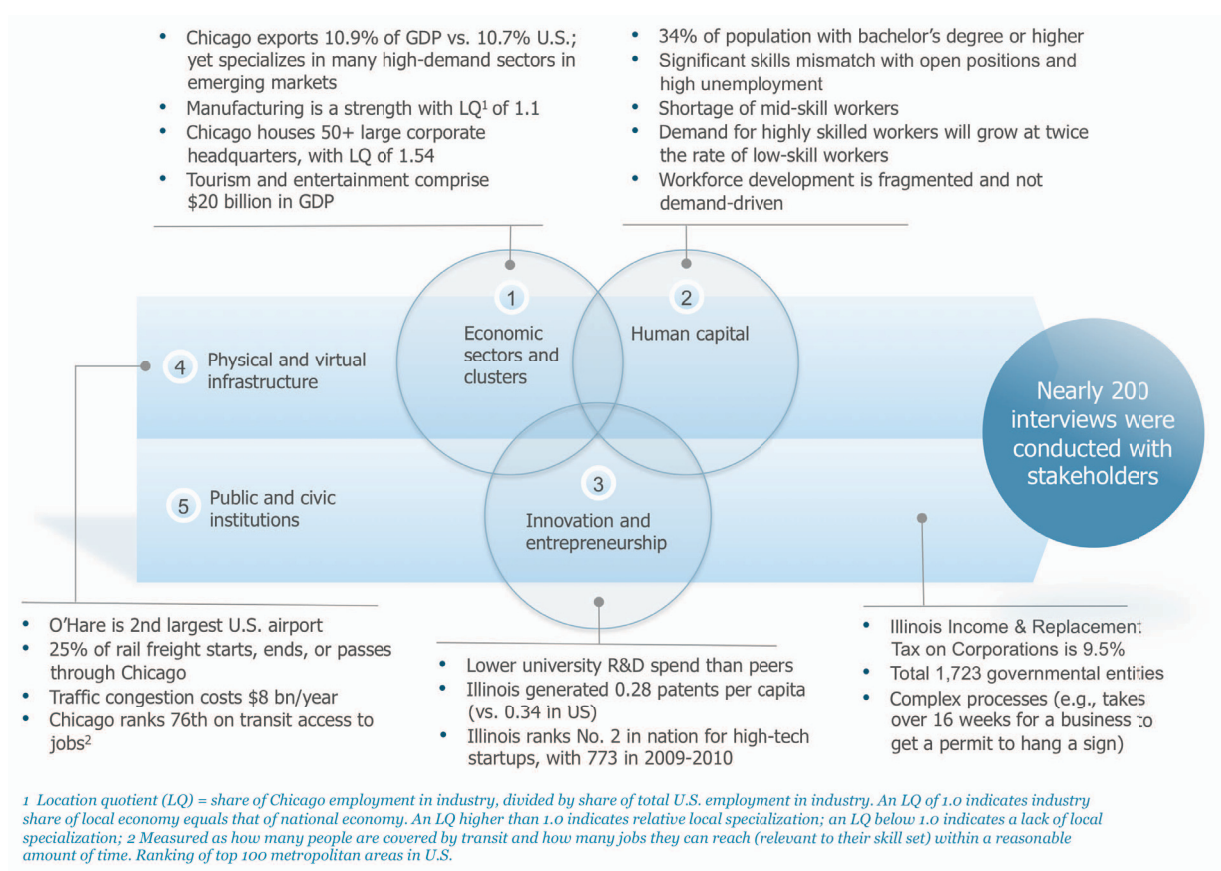 • Chicago exports 10.9% of GDP vs. 10.7% U.S.;
yet specializes in many high-demand sectors in
emerging markets
• Manufacturing is a strength with LQ¹ of 1.1
• Chicago houses 50+ large corporate
headquarters, with LQ of 1.54
• Tourism and entertainment comprise
$20 billion in GDP
• 34% of population with bachelor's degree or higher
• Significant skills mismatch with open positions and
high unemployment
• Shortage of mid-skill workers
• Demand for highly skilled workers will grow at twice
the rate of low-skill workers
• Workforce development is fragmented and not
demand-driven
1
Economic
sectors and
clusters
2
Human capital
4
Physical and virtual
infrastructure
Nearly 200
interviews were
conducted with
stakeholders
3
Innovation and
entrepreneurship
5
Public and civic
institutions
• O'Hare is 2nd largest U.S. airport
• 25% of rail freight starts, ends, or passes
through Chicago
• Traffic congestion costs $8 bn/year
• Chicago ranks 76th on transit access to
jobs²
• Lower university R&D spend than peers
• Illinois generated 0.28 patents per capita
(vs. 0.34 in US)
• Illinois ranks No. 2 in nation for high-tech
startups, with 773 in 2009-2010
• Illinois Income & Replacement
Tax on Corporations is 9.5%
• Total 1,723 governmental entities
• Complex processes (e.g., takes
over 16 weeks for a business to
get a permit to hang a sign)
1 Location quotient (LQ) = share of Chicago employment in industry, divided by share of total U.S. employment in industry. An LQ of 1.0 indicates industry
share of local economy equals that of national economy. An LQ higher than 1.0 indicates relative local specialization; an LQ below 1.0 indicates a lack of local
specialization; 2 Measured as how many people are covered by transit and how many jobs they can reach (relevant to their skill set) within a reasonable
amount of time. Ranking of top 100 metropolitan areas in U.S.